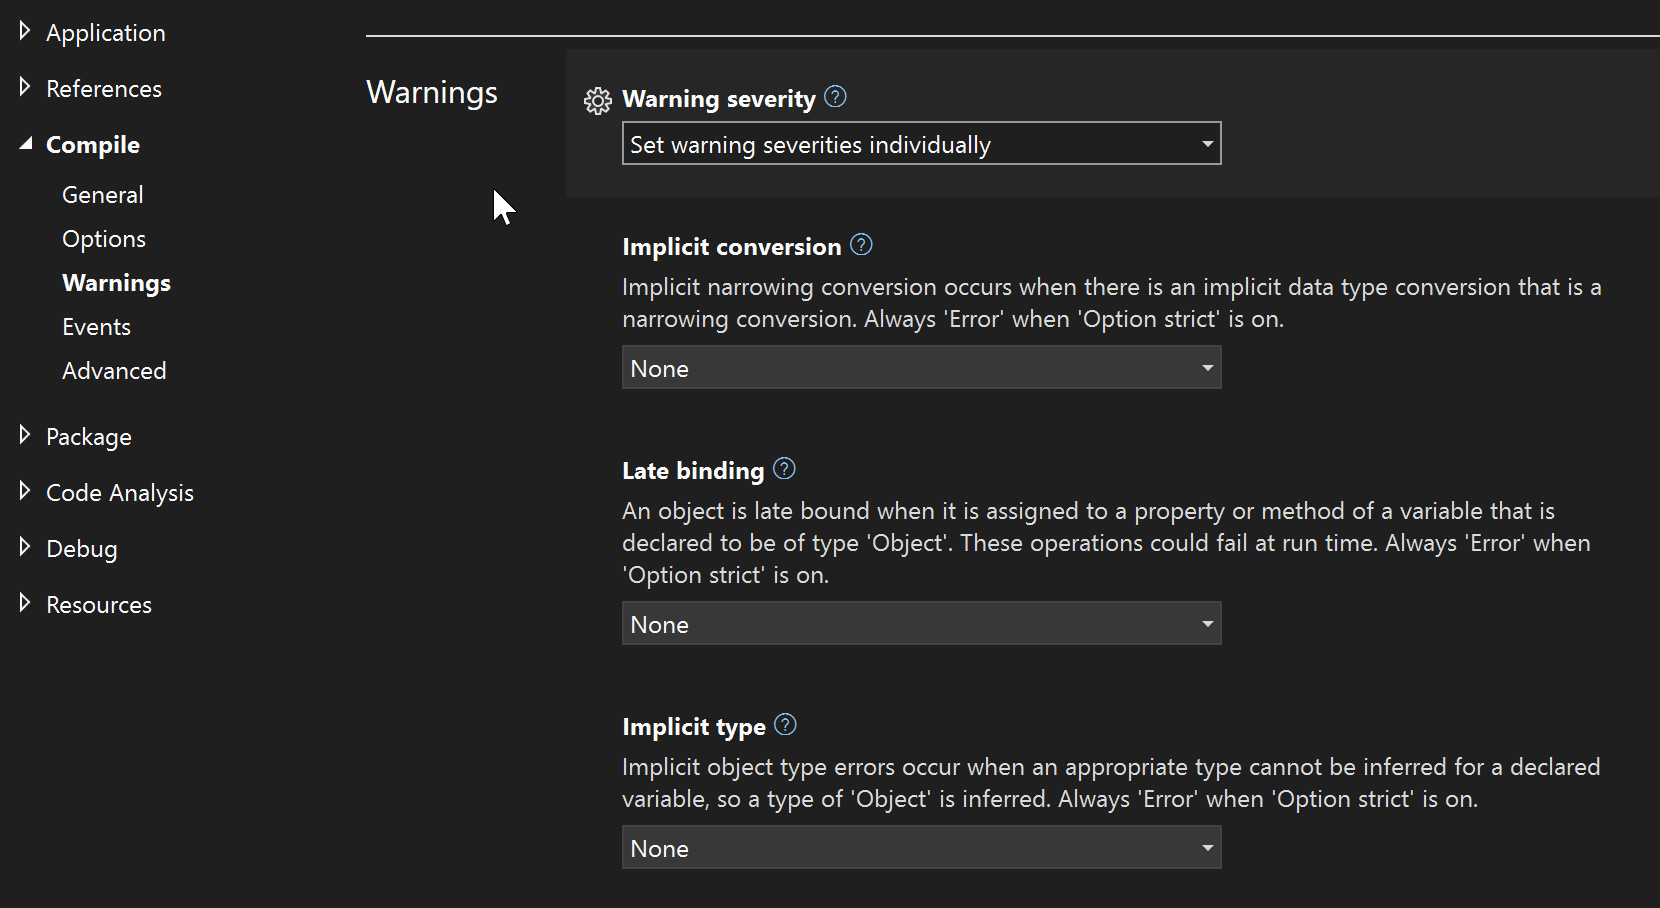 Application
References
Compile
General
Options
Warnings
Events
Advanced
Package
Code Analysis
Debug
Resources
Warnings
Warning severity
Set warning severities individually
Implicit conversion
Implicit narrowing conversion occurs when there is an implicit data type conversion that is a
narrowing conversion. Always 'Error' when 'Option strict' is on.
None
Late binding
An object is late bound when it is assigned to a property or method of a variable that is
declared to be of type 'Object'. These operations could fail at run time. Always 'Error' when
'Option strict' is on.
None
Implicit type
Implicit object type errors occur when an appropriate type cannot be inferred for a declared
variable, so a type of 'Object' is inferred. Always 'Error' when 'Option strict' is on.
None